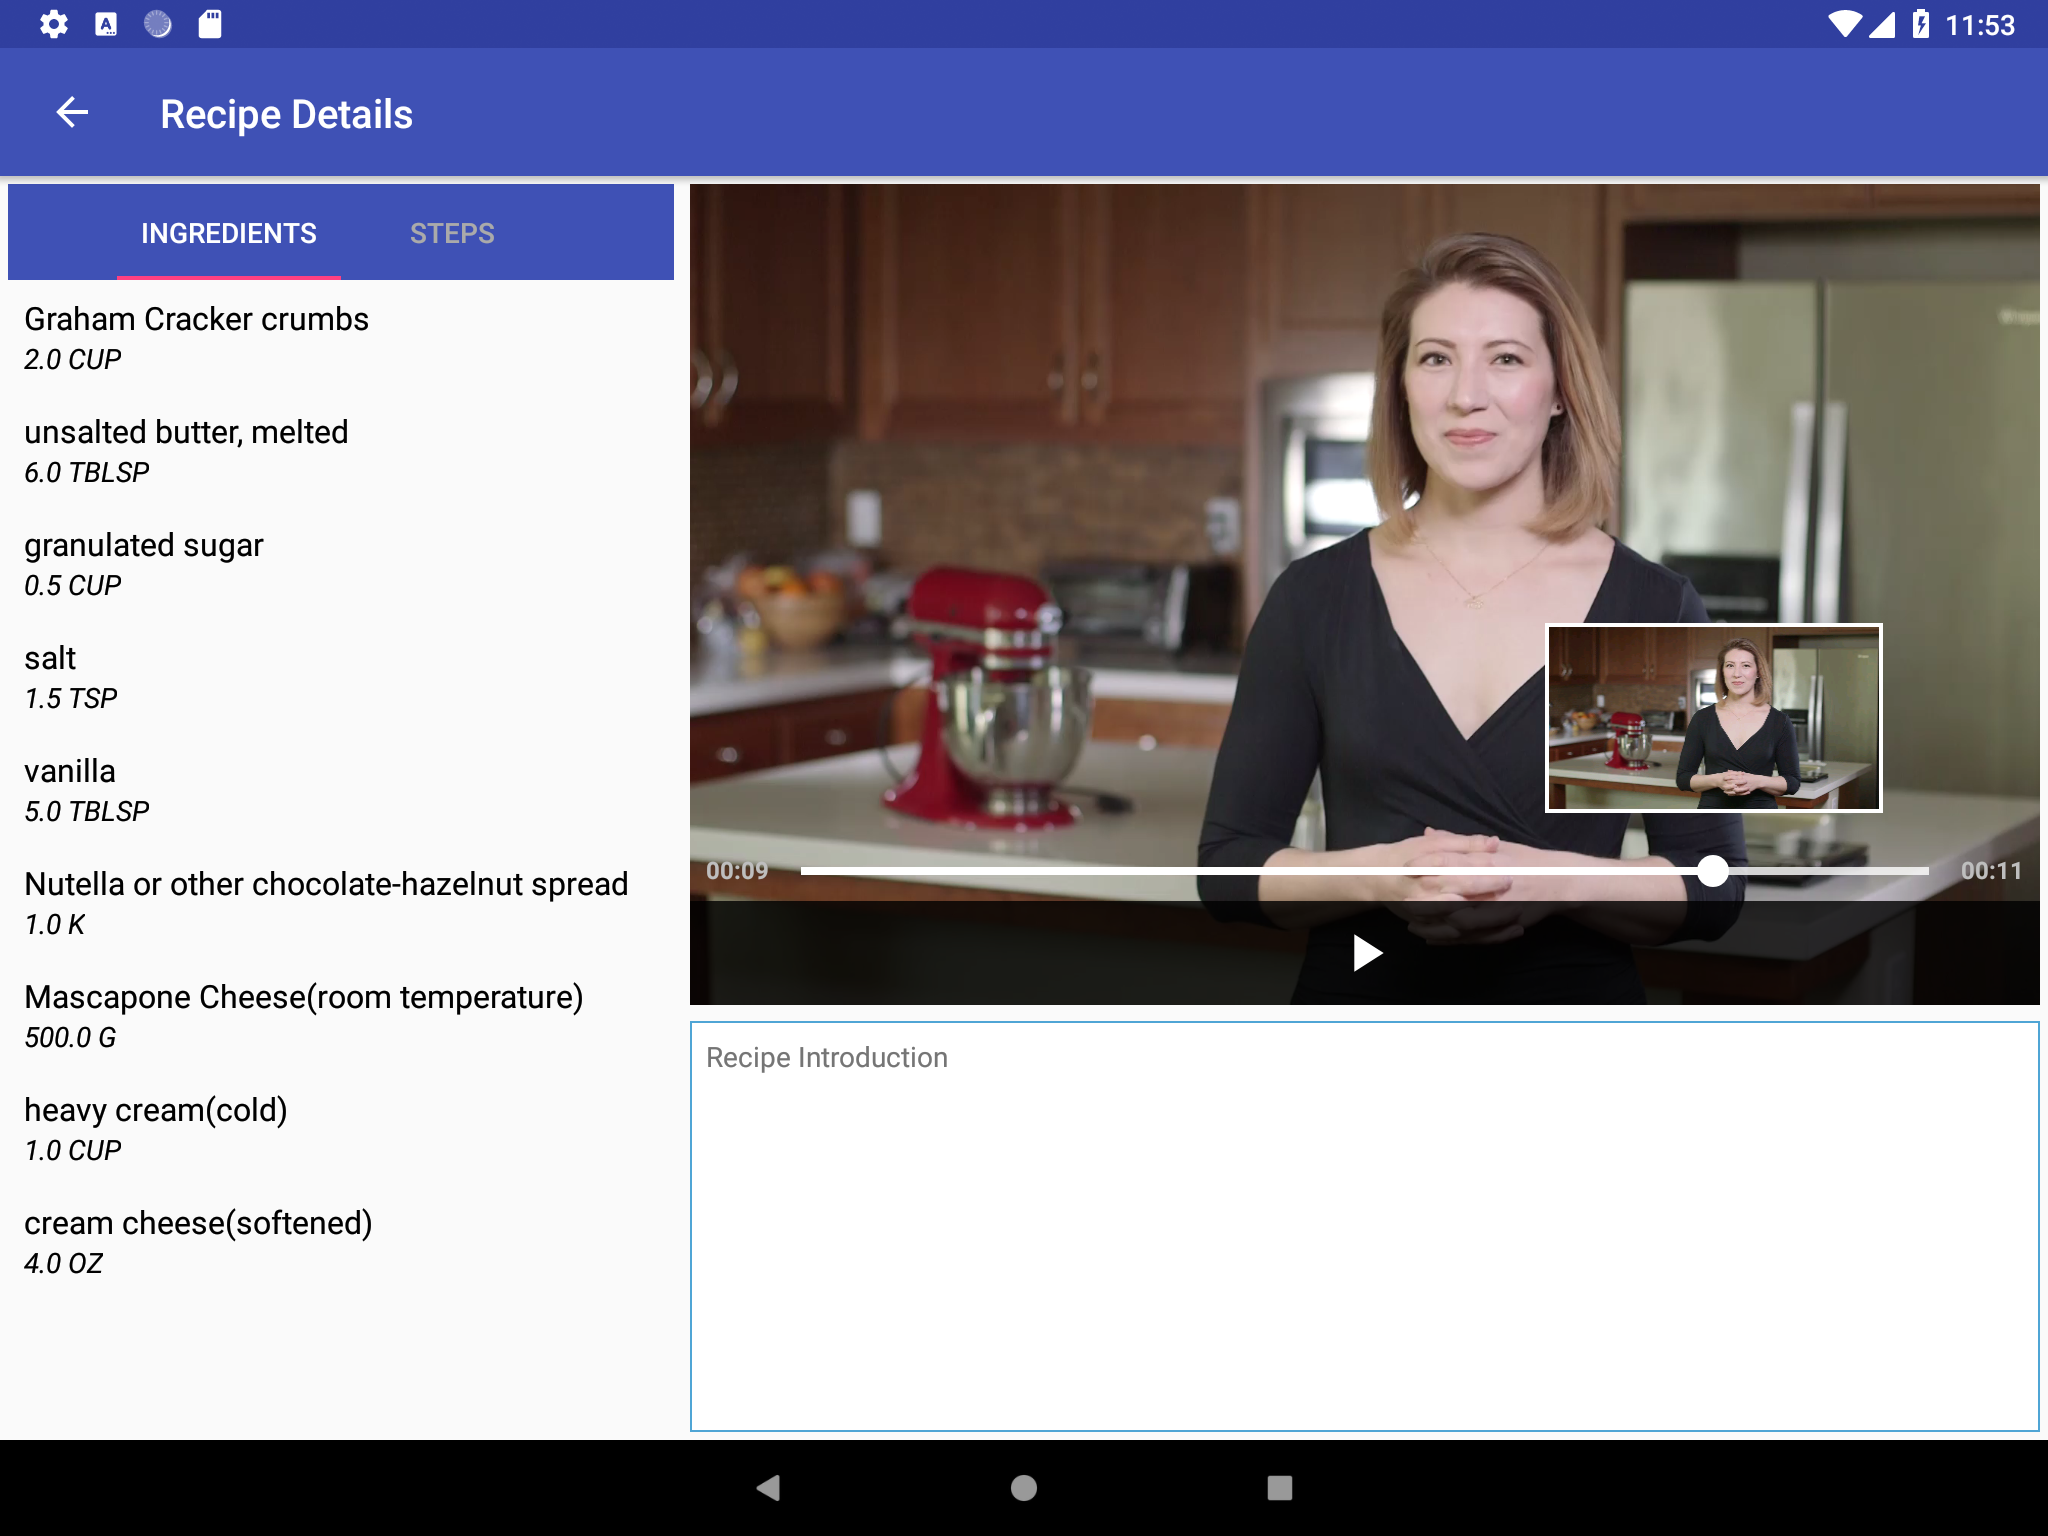 11:53
Recipe Details
INGREDIENTS
STEPS
Graham Cracker crumbs
2.0 CUP
unsalted butter, melted
6.0 TBLSP
granulated sugar
0.5 CUP
salt
1.5 TSP
vanilla
5.0 TBLSP
Nutella or other chocolate-hazelnut spread
1.0 K
Mascapone Cheese(room temperature)
500.0 G
heavy cream(cold)
1.0 CUP
cream cheese(softened)
4.0 OZ
00:09
00:11
Recipe Introduction